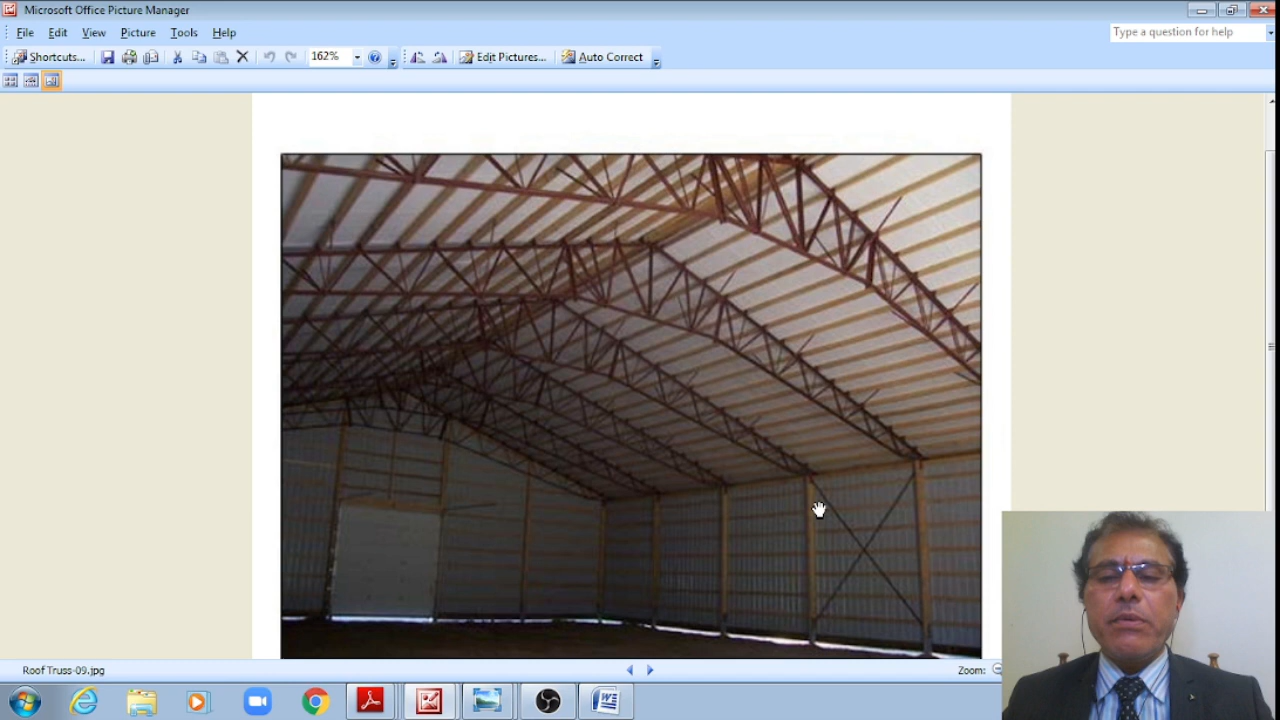 Microsoft Office Picture Manager
File Edit View Picture Tools Help
Type a question for help
Shortcuts... 162% Edit Pictures... Auto Correct
Roof Truss-09.jpg
Zoom: